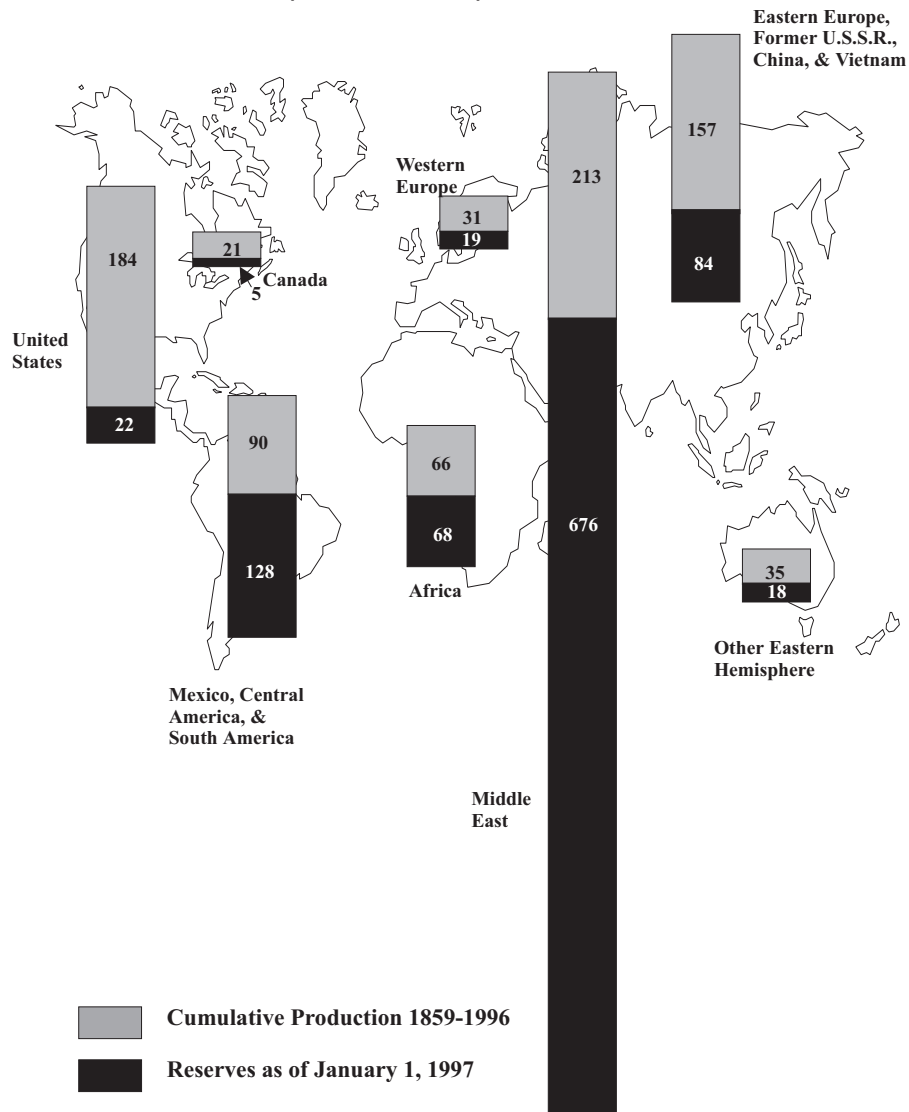 Eastern Europe,
Former U.S.S.R.,
China, & Vietnam
157
84
213
676
Western
Europe
31
19
184
22
21
Canada
5
United
States
90
128
66
68
Africa
35
18
Other Eastern
Hemisphere
Mexico, Central
America, &
South America
Middle
East
Cumulative Production 1859-1996
Reserves as of January 1, 1997